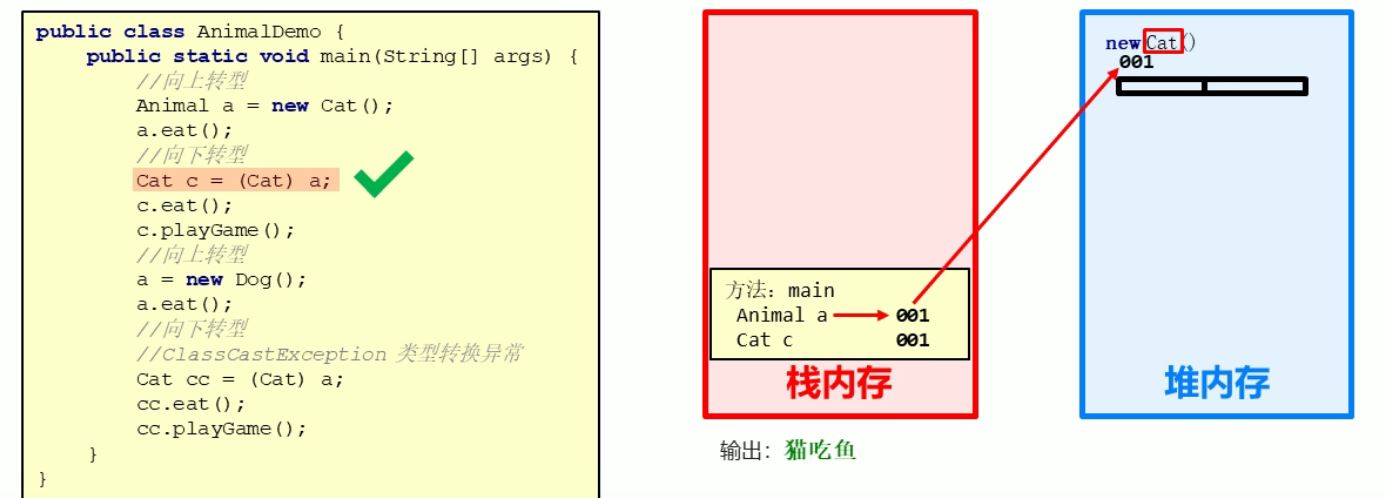 public class AnimalDemo {
public static void main(String[] args) {
//向上转型
Animal a = new Cat();
a.eat();
//向下转型
Cat c = (Cat) a;
c.eat();
c.playGame();
//向上转型
a = new Dog();
a.eat();
//向下转型
//ClassCastException 类型转换异常
Cat cc = (Cat) a;
cc.eat();
cc.playGame();
}
}
方法：main
Animal a 001
Cat c 001
栈内存
输出：猫吃鱼
new Cat()
001
堆内存